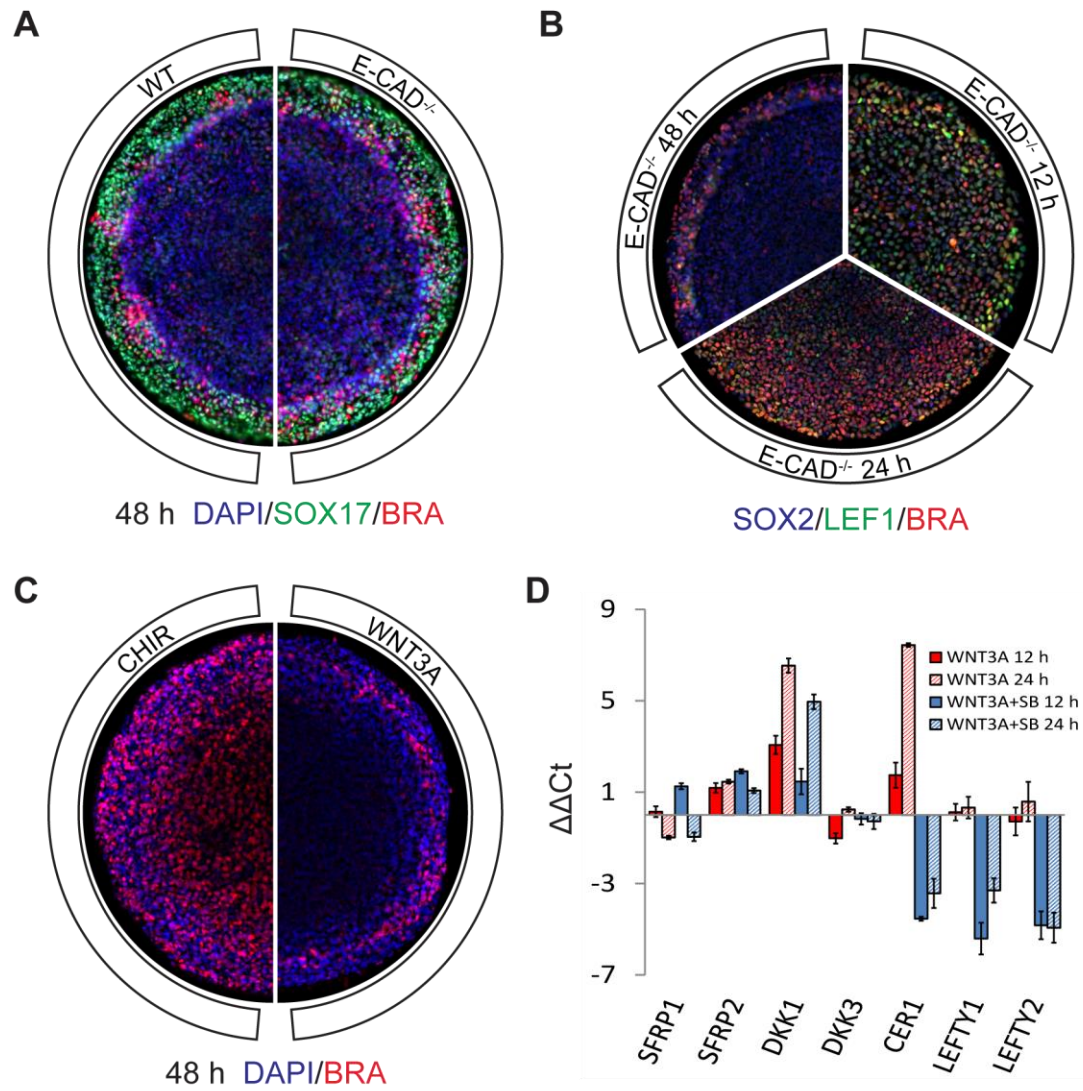 A
WT
E-CAD-/-
48 h DAPI/SOX17/BRA
B
E-CAD-/- 48 h
E-CAD-/- 12 h
E-CAD-/- 24 h
SOX2/LEF1/BRA
C
CHIR
WNT3A
48 h DAPI/BRA
D
ΔΔCt
9
5
1
-3
-7
WNT3A 12 h
WNT3A 24 h
WNT3A+SB 12 h
WNT3A+SB 24 h
SFRP1
SFRP2
DKK1
DKK3
CER1
LEFTY1
LEFTY2